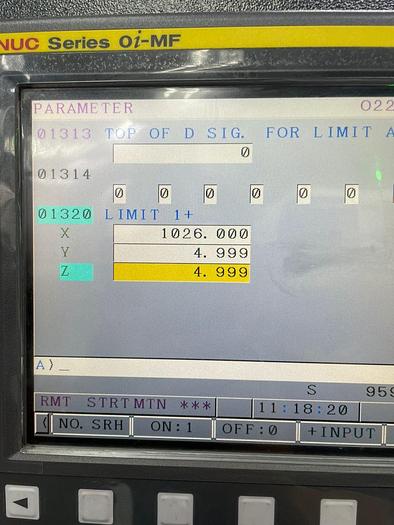 NUC Series 0i-MF
PARAMETER O22
01313 TOP OF D SIG. FOR LIMIT A
0
01314
0 0 0 0 0 0
01320 LIMIT 1+
X 1026.000
Y 4.999
Z 4.999
A)_
S 959
RMT STRT MTN *** 11:18:20
( NO. SRH ON:1 OFF:0 +INPUT